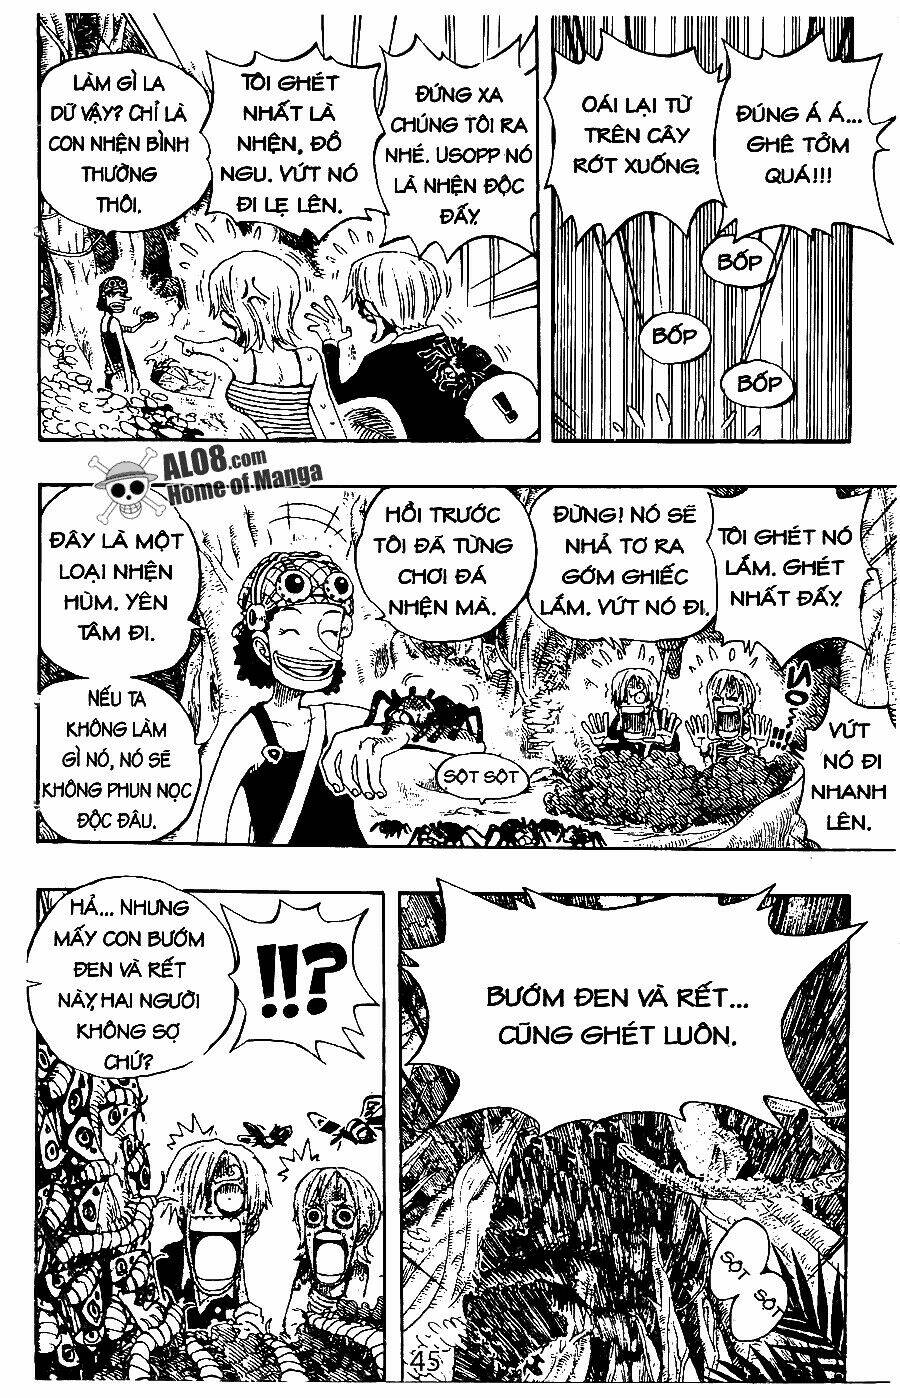 ĐÚNG Á Á...
GHÊ TỞM
QUÁ!!!
OÁI LẠI TỪ
TRÊN CÂY
RỚT XUỐNG.
BỐP
BỐP
BỐP
ĐỨNG XA
CHÚNG TÔI RA
NHÉ. USOPP NÓ
LÀ NHỆN ĐỘC
ĐẤY.
TÔI GHÉT
NHẤT LÀ
NHỆN, ĐỒ
NGU. VỨT NÓ
ĐI LẸ LÊN.
LÀM GÌ LA
DỮ VẬY? CHỈ LÀ
CON NHỆN BÌNH
THƯỜNG
THÔI.
!!
AL08.com
Home of Manga
TÔI GHÉT NÓ
LẮM. GHÉT
NHẤT ĐẤY.
ĐỪNG! NÓ SẼ
NHẢ TƠ RA
GỚM GHIẾC
LẮM. VỨT NÓ ĐI.
HỒI TRƯỚC
TÔI ĐÃ TỪNG
CHƠI ĐÁ
NHỆN MÀ.
ĐÂY LÀ MỘT
LOẠI NHỆN
HÙM. YÊN
TÂM ĐI.
NẾU TA
KHÔNG LÀM
GÌ NÓ, NÓ SẼ
KHÔNG PHUN NỌC
ĐỘC ĐÂU.
SỘT SỘT
NO~~!!!
VỨT
NÓ ĐI
NHANH
LÊN.
BƯỚM ĐEN VÀ RẾT...
CŨNG GHÉT LUÔN.
SỘT
SỘT
!!?
HẢ... NHƯNG
MẤY CON BƯỚM
ĐEN VÀ RẾT
NÀY, HAI NGƯỜI
KHÔNG SỢ
CHỨ?
45